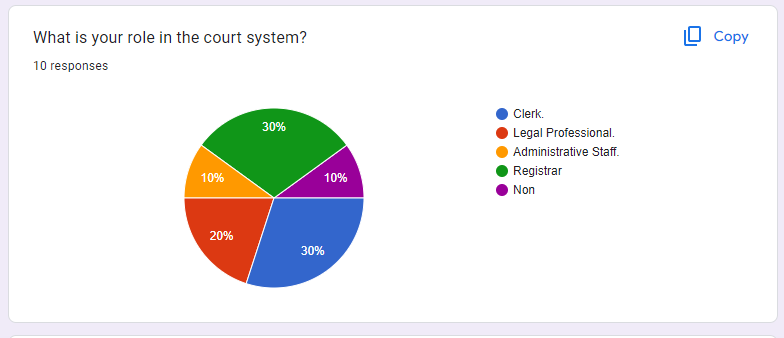 What is your role in the court system?
Copy
10 responses
30%
10%
10%
20%
30%
Clerk.
Legal Professional.
Administrative Staff.
Registrar
Non